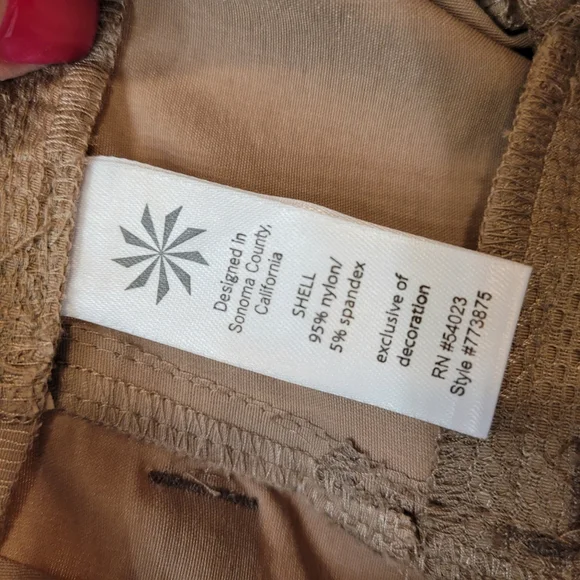 Designed in
Sonoma County,
California
SHELL
95% nylon/
5% spandex
exclusive of
decoration
RN #54023
Style #773875